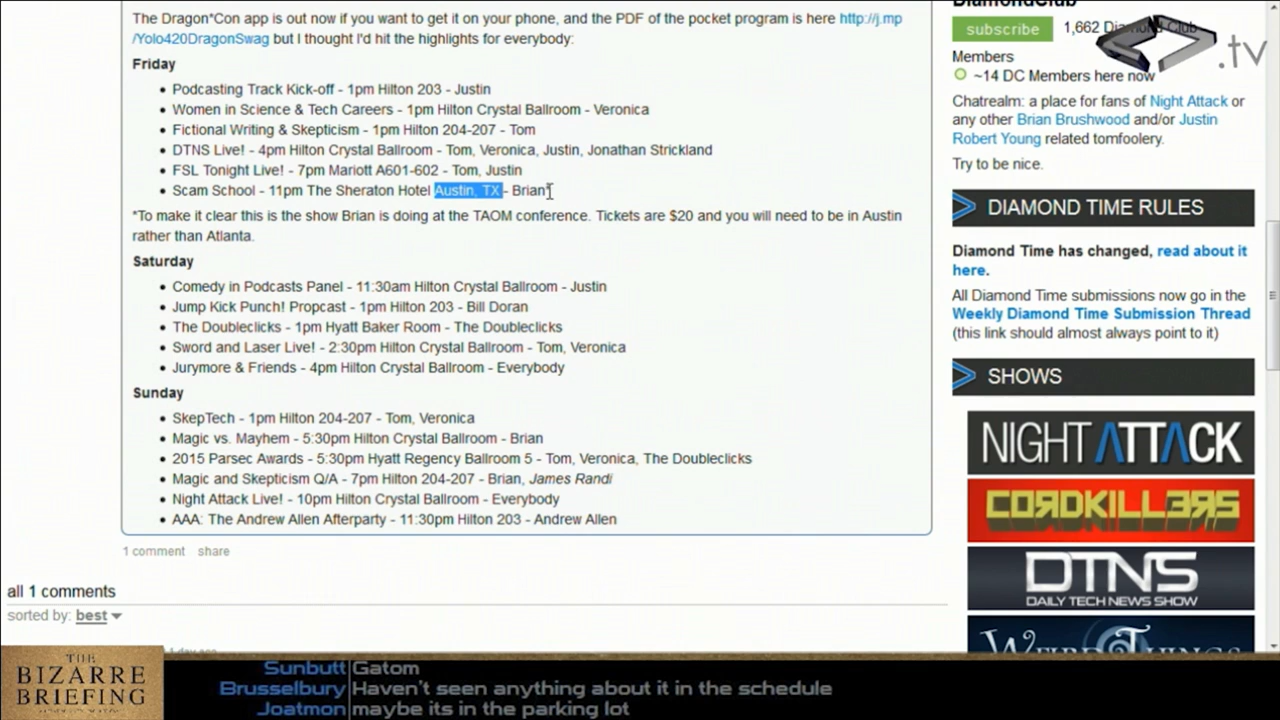 The Dragon*Con app is out now if you want to get it on your phone, and the PDF of the pocket program is here http://j.mp
/Yolo420DragonSwag but I thought I'd hit the highlights for everybody:
Friday
Podcasting Track Kick-off - 1pm Hilton 203 - Justin
Women in Science & Tech Careers - 1pm Hilton Crystal Ballroom - Veronica
Fictional Writing & Skepticism - 1pm Hilton 204-207 - Tom
DTNS Live! - 4pm Hilton Crystal Ballroom - Tom, Veronica, Justin, Jonathan Strickland
FSL Tonight Live! - 7pm Mariott A601-602 - Tom, Justin
Scam School - 11pm The Sheraton Hotel Austin, TX - Brian
*To make it clear this is the show Brian is doing at the TAOM conference. Tickets are $20 and you will need to be in Austin
rather than Atlanta.
Saturday
Comedy in Podcasts Panel - 11:30am Hilton Crystal Ballroom - Justin
Jump Kick Punch! Propcast - 1pm Hilton 203 - Bill Doran
The Doubleclicks - 1pm Hyatt Baker Room - The Doubleclicks
Sword and Laser Live! - 2:30pm Hilton Crystal Ballroom - Tom, Veronica
Jurymore & Friends - 4pm Hilton Crystal Ballroom - Everybody
Sunday
SkepTech - 1pm Hilton 204-207 - Tom, Veronica
Magic vs. Mayhem - 5:30pm Hilton Crystal Ballroom - Brian
2015 Parsec Awards - 5:30pm Hyatt Regency Ballroom 5 - Tom, Veronica, The Doubleclicks
Magic and Skepticism Q/A - 7pm Hilton 204-207 - Brian, James Randi
Night Attack Live! - 10pm Hilton Crystal Ballroom - Everybody
AAA: The Andrew Allen Afterparty - 11:30pm Hilton 203 - Andrew Allen
1 comment share
all 1 comments
sorted by: best
1 day ago
DiamondClub
subscribe 1,662 Diamond Club
Members
~14 DC Members here now
.tv
Chatrealm: a place for fans of Night Attack or
any other Brian Brushwood and/or Justin
Robert Young related tomfoolery.
Try to be nice.
DIAMOND TIME RULES
Diamond Time has changed, read about it
here.
All Diamond Time submissions now go in the
Weekly Diamond Time Submission Thread
(this link should almost always point to it)
SHOWS
NIGHT ATTACK
CORDKILLERS
DTNS
DAILY TECH NEWS SHOW
WEIRD THINGS
THE
BIZARRE
BRIEFING
Sunbutt Gatom
Brusselbury Haven't seen anything about it in the schedule
Joatmon maybe its in the parking lot